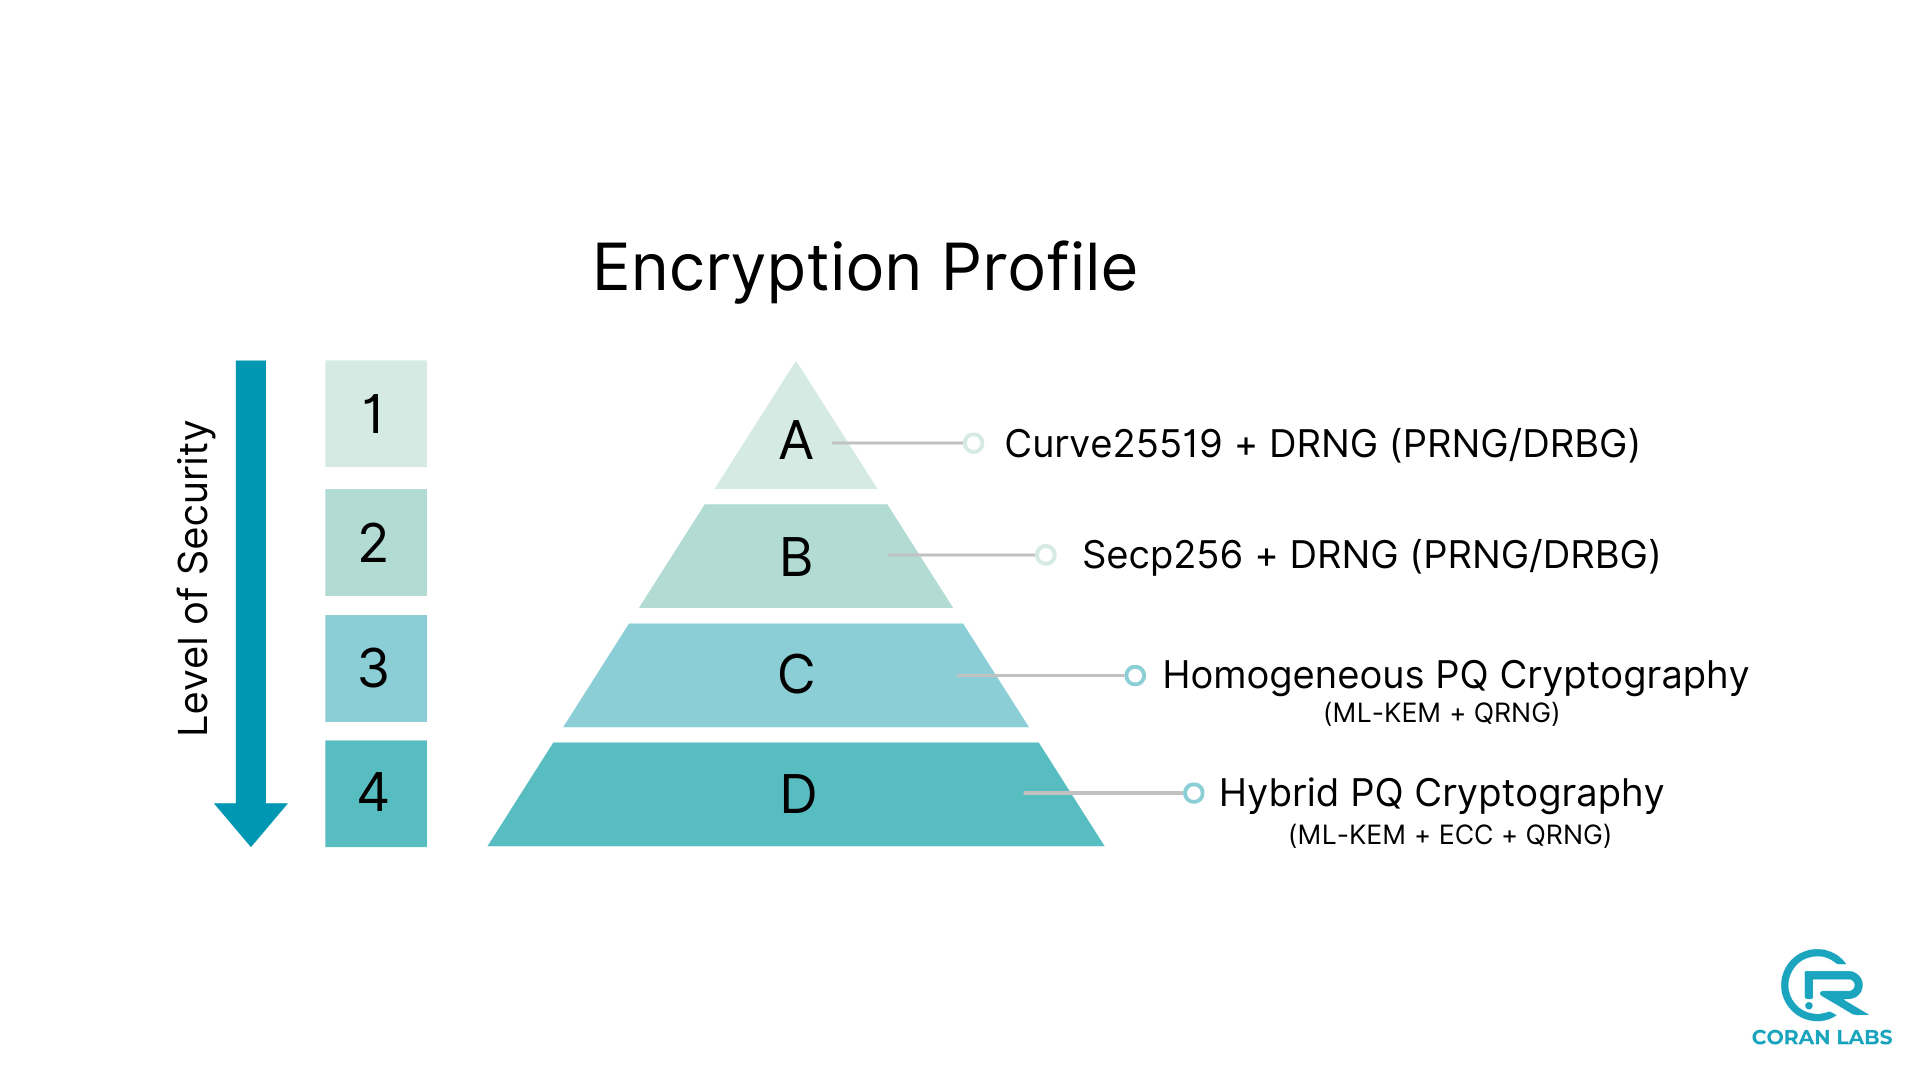 Encryption Profile
Level of Security
1
A
Curve25519 + DRNG (PRNG/DRBG)
2
B
Secp256 + DRNG (PRNG/DRBG)
3
C
Homogeneous PQ Cryptography
(ML-KEM + QRNG)
4
D
Hybrid PQ Cryptography
(ML-KEM + ECC + QRNG)
CORAN LABS